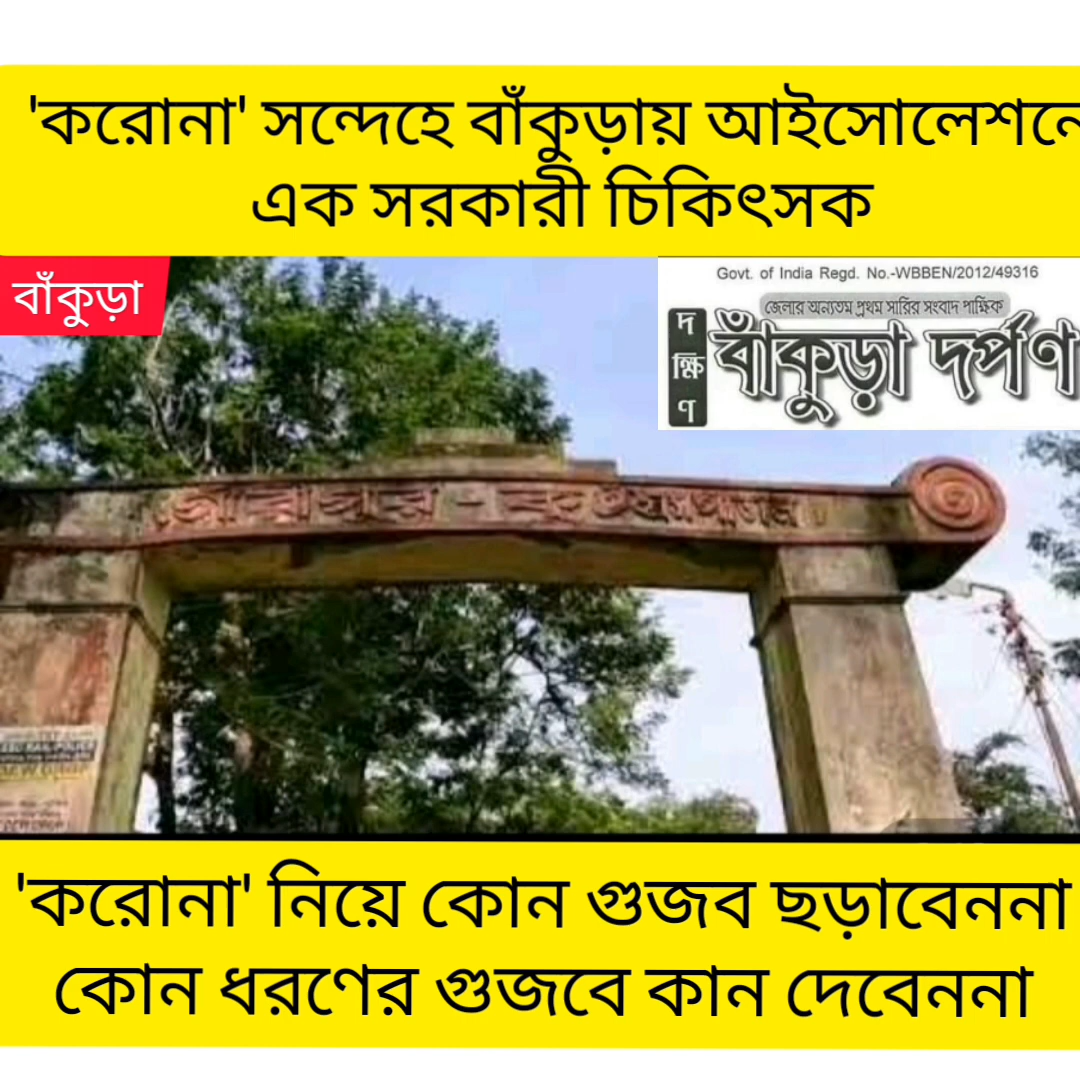 'করোনা' সন্দেহে বাঁকুড়ায় আইসোলেশনে
এক সরকারী চিকিৎসক
বাঁকুড়া
Govt. of India Regd. No.-WBBEN/2012/49316
জেলার অন্যতম প্রথম সারির সংবাদ পাক্ষিক
দক্ষিণ
বাঁকুড়া দর্পণ
'করোনা' নিয়ে কোন গুজব ছড়াবেননা
কোন ধরণের গুজবে কান দেবেননা